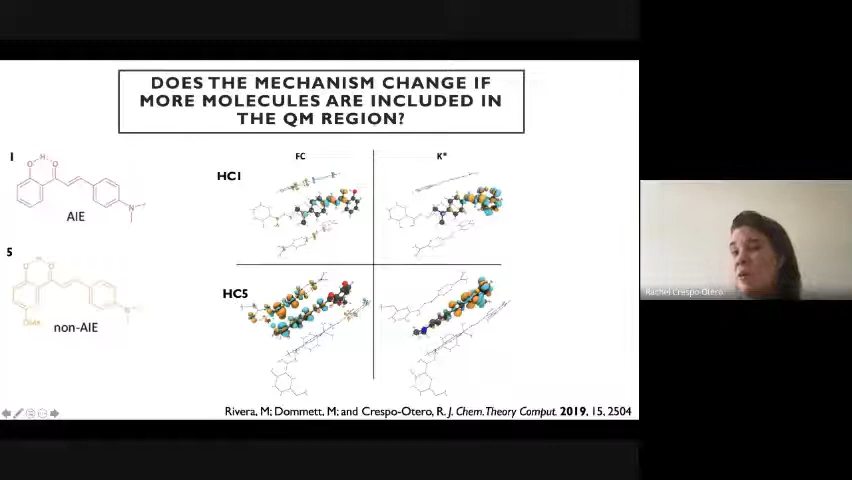 DOES THE MECHANISM CHANGE IF
MORE MOLECULES ARE INCLUDED IN
THE QM REGION?
1
O H O
N
AIE
5
O H O
OMe
N
non-AIE
FC
K*
HC1
HC5
Rivera, M; Dommett, M; and Crespo-Otero, R. J. Chem. Theory Comput. 2019, 15, 2504
Rachel Crespo-Otero